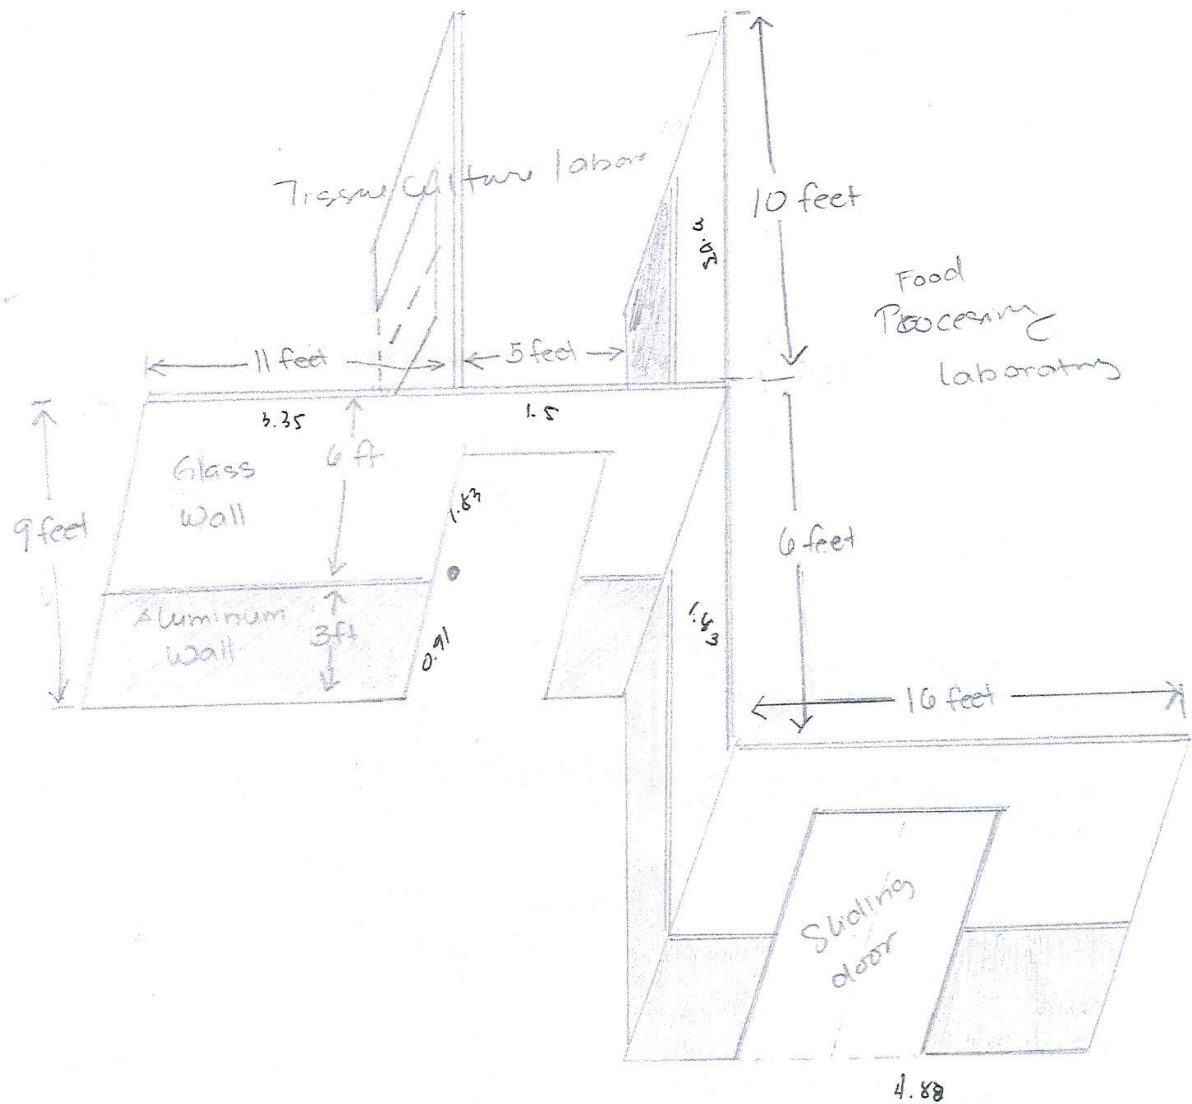 Tissue Culture labor
10 feet
3.05
Food
Processing
laboratory
11 feet
5 feet
3.35
1.5
Glass
Wall
6 ft
9 feet
1.83
6 feet
Aluminum
Wall
3ft
0.91
1.83
16 feet
Sliding
door
4.88